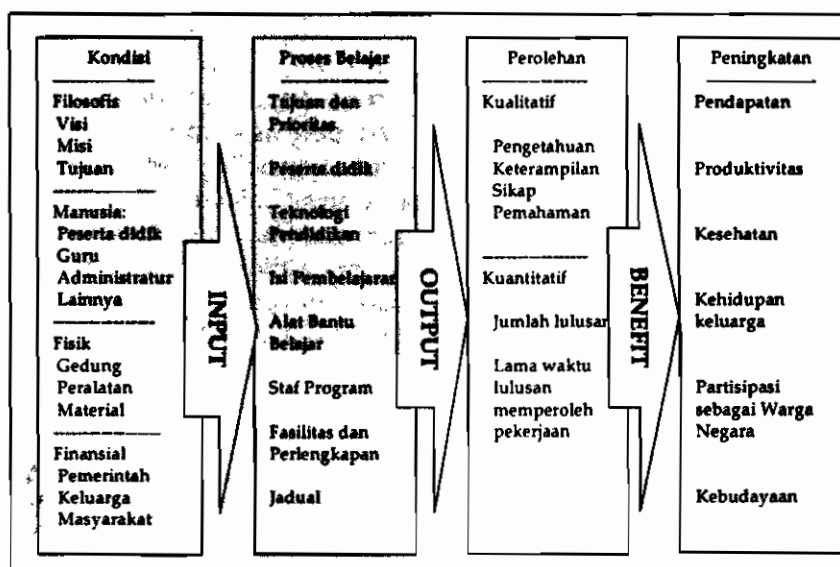 Kondisi
Filosofis
Visi
Misi
Tujuan
Manusia:
Peserta didik
Guru
Administratur
Lainnya
Fisik
Gedung
Peralatan
Material
Finansial
Pemerintah
Keluarga
Masyarakat
INPUT
Proses Belajar
Tujuan dan
Prioritas
Peserta didik
Teknologi
Pendidikan
Isi Pembelajaran
Alat Bantu
Belajar
Staf Program
Fasilitas dan
Perlengkapan
Jadual
OUTPUT
Perolehan
Kualitatif
Pengetahuan
Keterampilan
Sikap
Pemahaman
Kuantitatif
Jumlah lulusan
Lama waktu
lulusan
memperoleh
pekerjaan
BENEFIT
Peningkatan
Pendapatan
Produktivitas
Kesehatan
Kehidupan
keluarga
Partisipasi
sebagai Warga
Negara
Kebudayaan